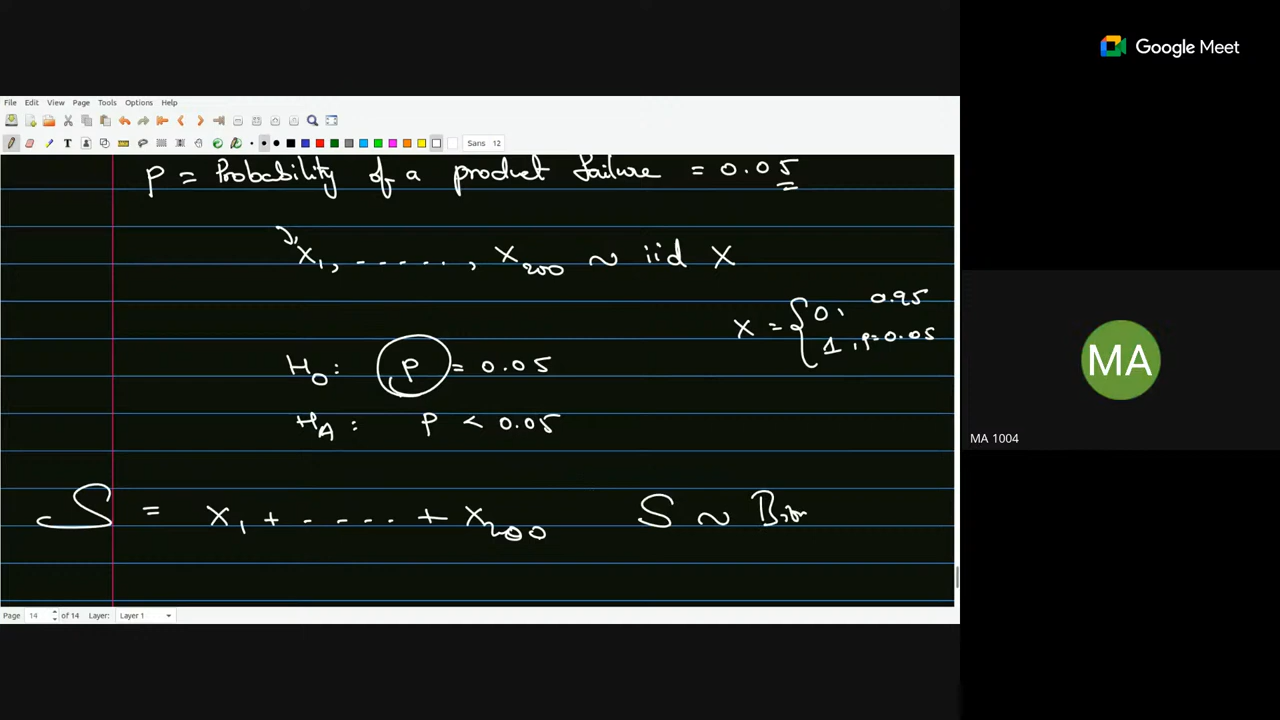 Google Meet
File Edit View Page Tools Options Help
Sans 12
p = Probability of a product failure = 0.05
X1, ......, X200 ~ iid X
X = { 0, 0.95
1, p=0.05
H0: p = 0.05
HA: p < 0.05
S = X1 + ..... + X200 S ~ Bin
MA
MA 1004
Page 14 of 14 Layer: Layer 1